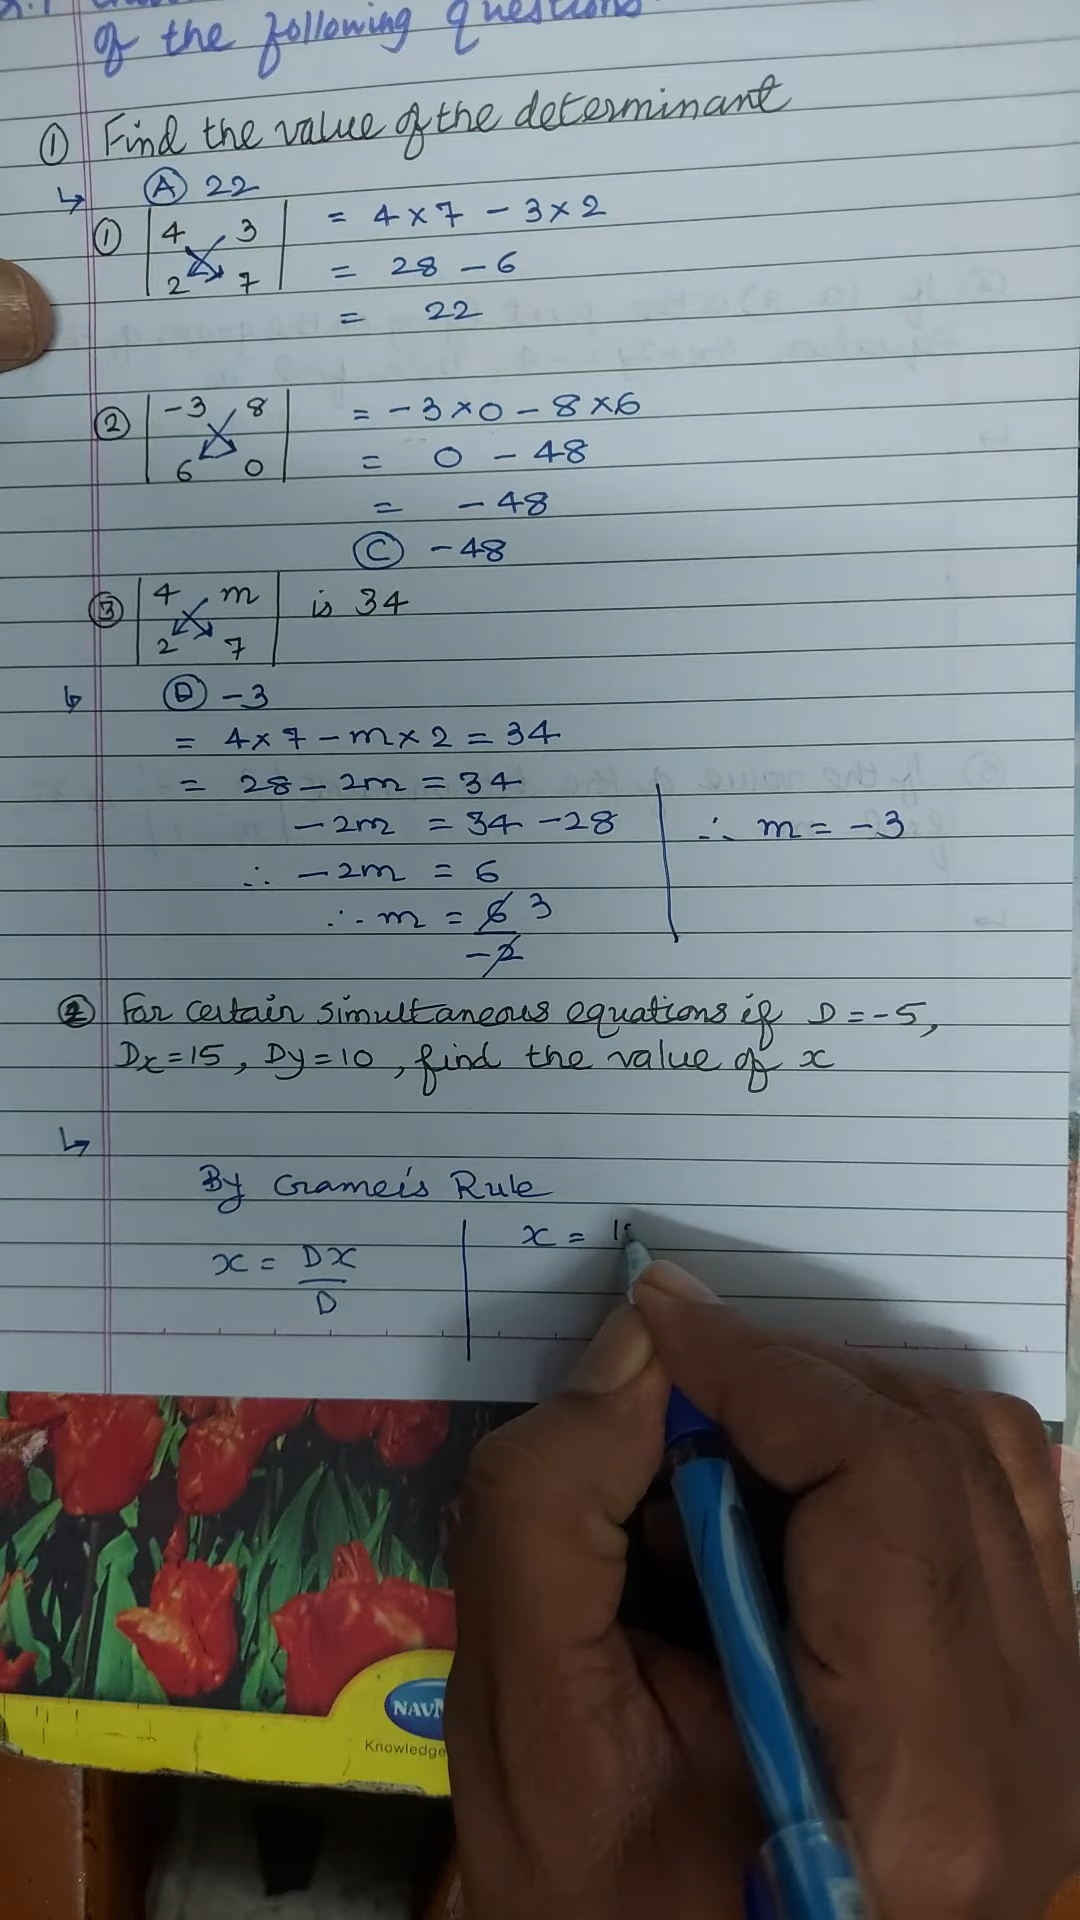 of the following questions
① Find the value of the determinant
↳ Ⓐ 22
① | 4 3 | = 4 × 7 - 3 × 2
| 2 7 | = 28 - 6
= 22
② | -3 8 | = -3 × 0 - 8 × 6
| 6 0 | = 0 - 48
= -48
Ⓒ -48
③ | 4 m | is 34
| 2 7 |
↳ Ⓓ -3
= 4 × 7 - m × 2 = 34
= 28 - 2m = 34
-2m = 34 - 28
∴ m = -3
∴ -2m = 6
∴ m = 6 3
-2
② For certain simultaneous equations if D = -5,
Dx = 15, Dy = 10, find the value of x
↳
By Cramer's Rule
x = Dx
D
x = 1
Knowledge